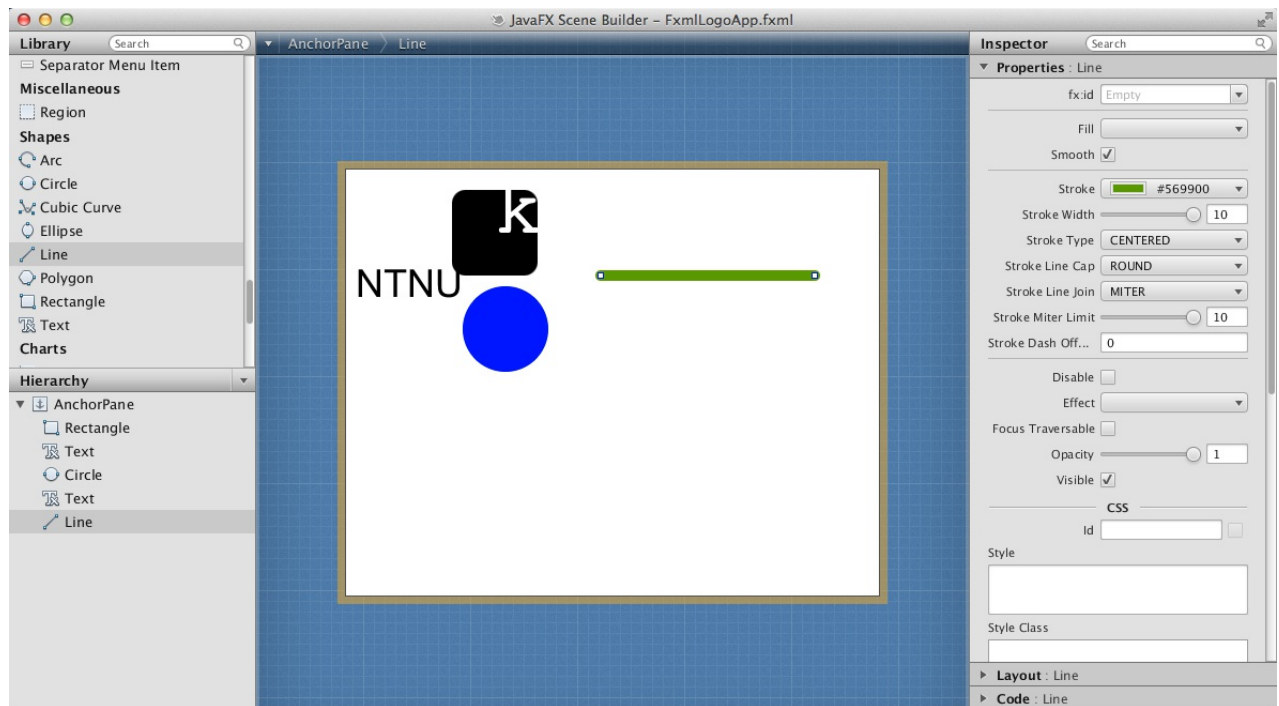 JavaFX Scene Builder – FxmlLogoApp.fxml
Library
Search
AnchorPane
Line
Separator Menu Item
Miscellaneous
Region
Shapes
Arc
Circle
Cubic Curve
Ellipse
Line
Polygon
Rectangle
Text
Charts
Hierarchy
AnchorPane
Rectangle
Text
Circle
Text
Line
k
NTNU
Inspector
Search
Properties : Line
fx:id Empty
Fill
Smooth
Stroke #569900
Stroke Width 10
Stroke Type CENTERED
Stroke Line Cap ROUND
Stroke Line Join MITER
Stroke Miter Limit 10
Stroke Dash Off... 0
Disable
Effect
Focus Traversable
Opacity 1
Visible
CSS
Id
Style
Style Class
Layout : Line
Code : Line